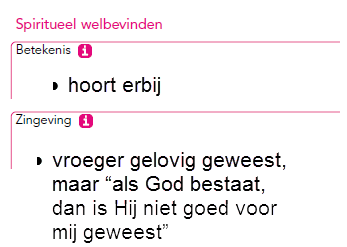 Spiritueel welbevinden
Betekenis i
hoort erbij
Zingeving i
vroeger gelovig geweest,
maar “als God bestaat,
dan is Hij niet goed voor
mij geweest”